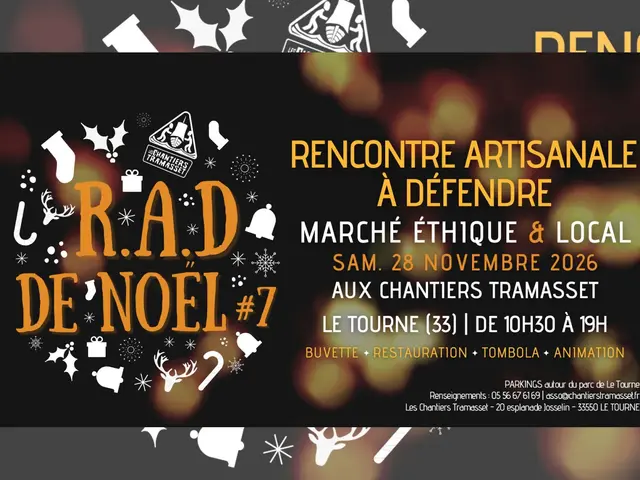 LES CHANTIERS
TRAMASSET
R.A.D
DE NOËL #7
RENCONTRE ARTISANALE
À DÉFENDRE
MARCHÉ ÉTHIQUE & LOCAL
SAM. 28 NOVEMBRE 2026
AUX CHANTIERS TRAMASSET
LE TOURNE (33) | DE 10H30 À 19H
BUVETTE + RESTAURATION + TOMBOLA + ANIMATION
PARKINGS autour du parc de Le Tourne
Renseignements : 05 56 67 61 69 | asso@chantierstramasset.fr
Les Chantiers Tramasset - 20 esplanade Josselin - 33550 LE TOURNE